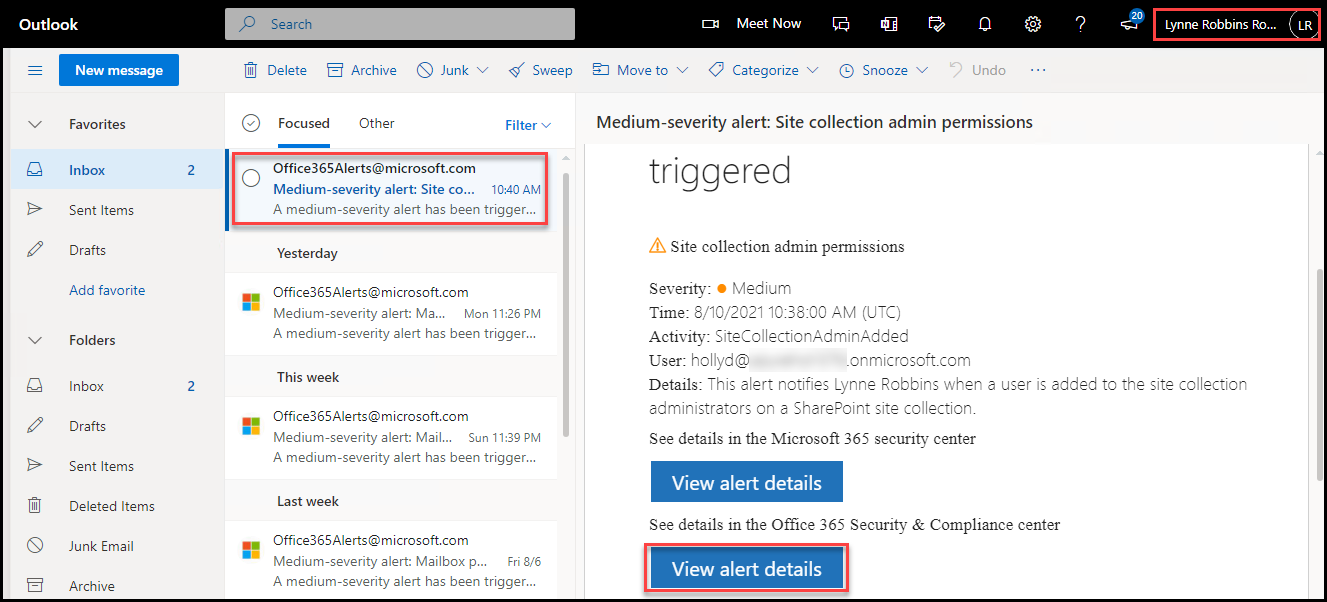 Outlook
Search
Meet Now
20
Lynne Robbins Ro...
LR
New message
Delete
Archive
Junk
Sweep
Move to
Categorize
Snooze
Undo
Favorites
Inbox 2
Sent Items
Drafts
Add favorite
Folders
Inbox 2
Drafts
Sent Items
Deleted Items
Junk Email
Archive
Focused
Other
Filter
Office365Alerts@microsoft.com
Medium-severity alert: Site co... 10:40 AM
A medium-severity alert has been trigger...
Yesterday
Office365Alerts@microsoft.com
Medium-severity alert: Ma... Mon 11:26 PM
A medium-severity alert has been trigger...
This week
Office365Alerts@microsoft.com
Medium-severity alert: Mail... Sun 11:39 PM
A medium-severity alert has been trigger...
Last week
Office365Alerts@microsoft.com
Medium-severity alert: Mailbox p... Fri 8/6
A medium-severity alert has been trigger...
Medium-severity alert: Site collection admin permissions
triggered
Site collection admin permissions
Severity: Medium
Time: 8/10/2021 10:38:00 AM (UTC)
Activity: SiteCollectionAdminAdded
User: hollyd@ .onmicrosoft.com
Details: This alert notifies Lynne Robbins when a user is added to the site collection
administrators on a SharePoint site collection.
See details in the Microsoft 365 security center
View alert details
See details in the Office 365 Security & Compliance center
View alert details